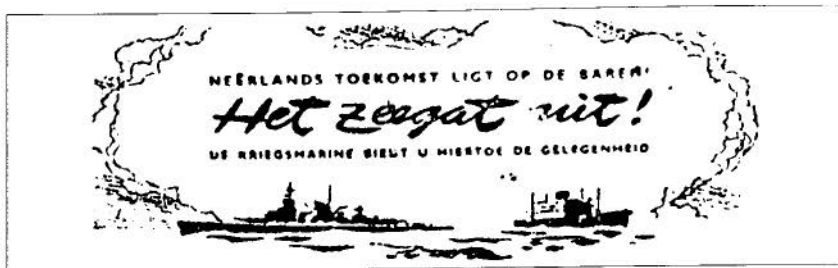 NEÊRLANDS TOEKOMST LIGT OP DE BAREN!
Het zeegat uit!
DE KRIEGSMARINE BIEDT U HIERTOE DE GELEGENHEID